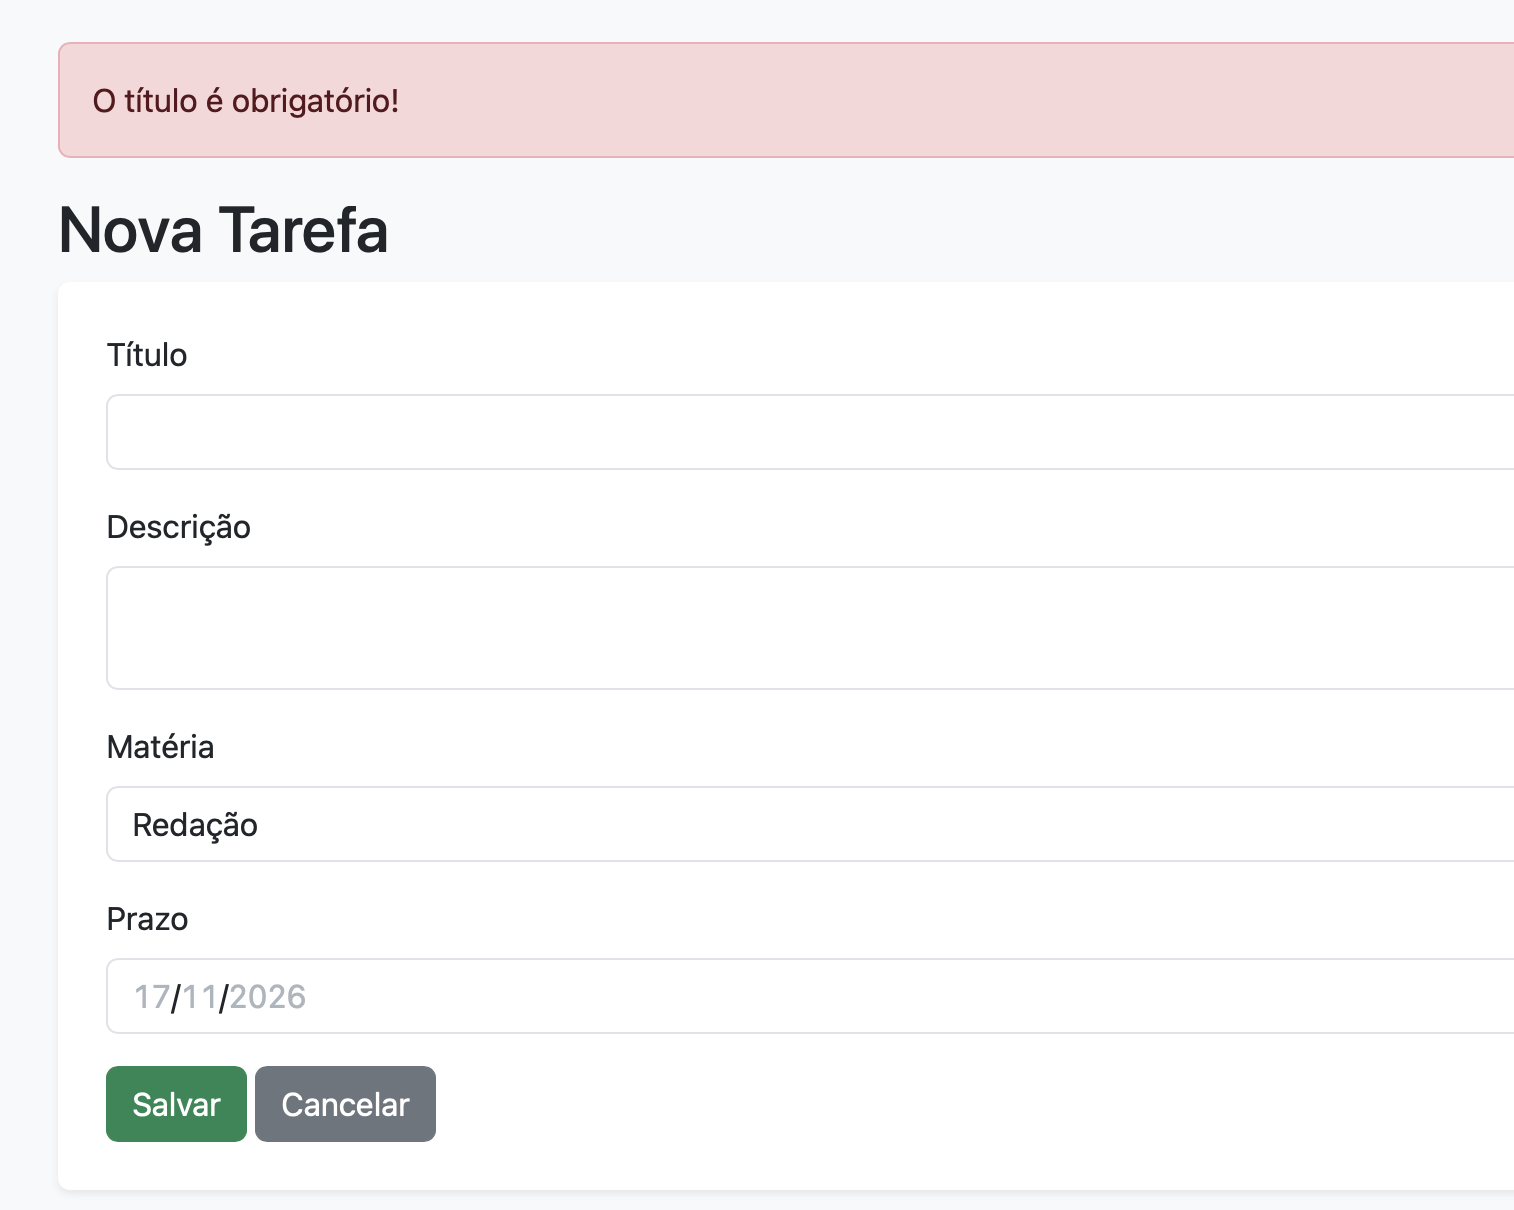 O título é obrigatório!
Nova Tarefa
Título
Descrição
Matéria
Redação
Prazo
17/11/2026
Salvar Cancelar